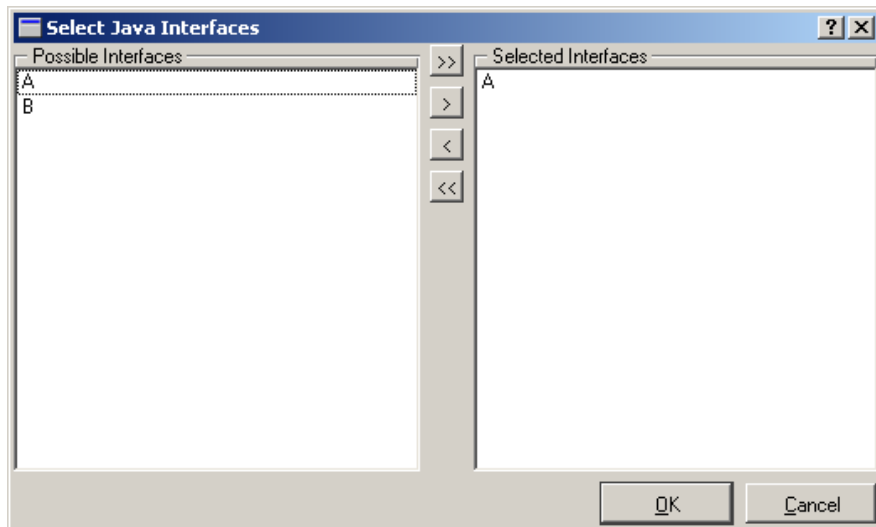 Select Java Interfaces
? X
Possible Interfaces
A
B
>>
>
<
<<
Selected Interfaces
A
OK
Cancel